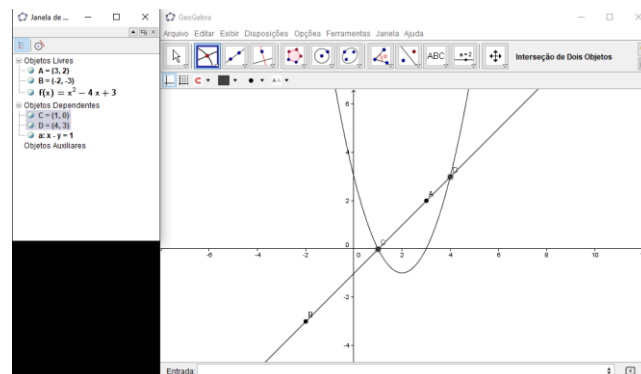 Janela de ...
Objetos Livres
A = (3, 2)
B = (-2, -3)
f(x) = x² − 4 x + 3
Objetos Dependentes
C = (1, 0)
D = (4, 3)
a: x - y = 1
Objetos Auxiliares
GeoGebra
Arquivo Editar Exibir Disposições Opções Ferramentas Janela Ajuda
ABC
a=2
Interseção de Dois Objetos
6
4
2
0
-2
-4
-6 -4 -2 0 2 4 6 8 10
A
B
C
D
Entrada: